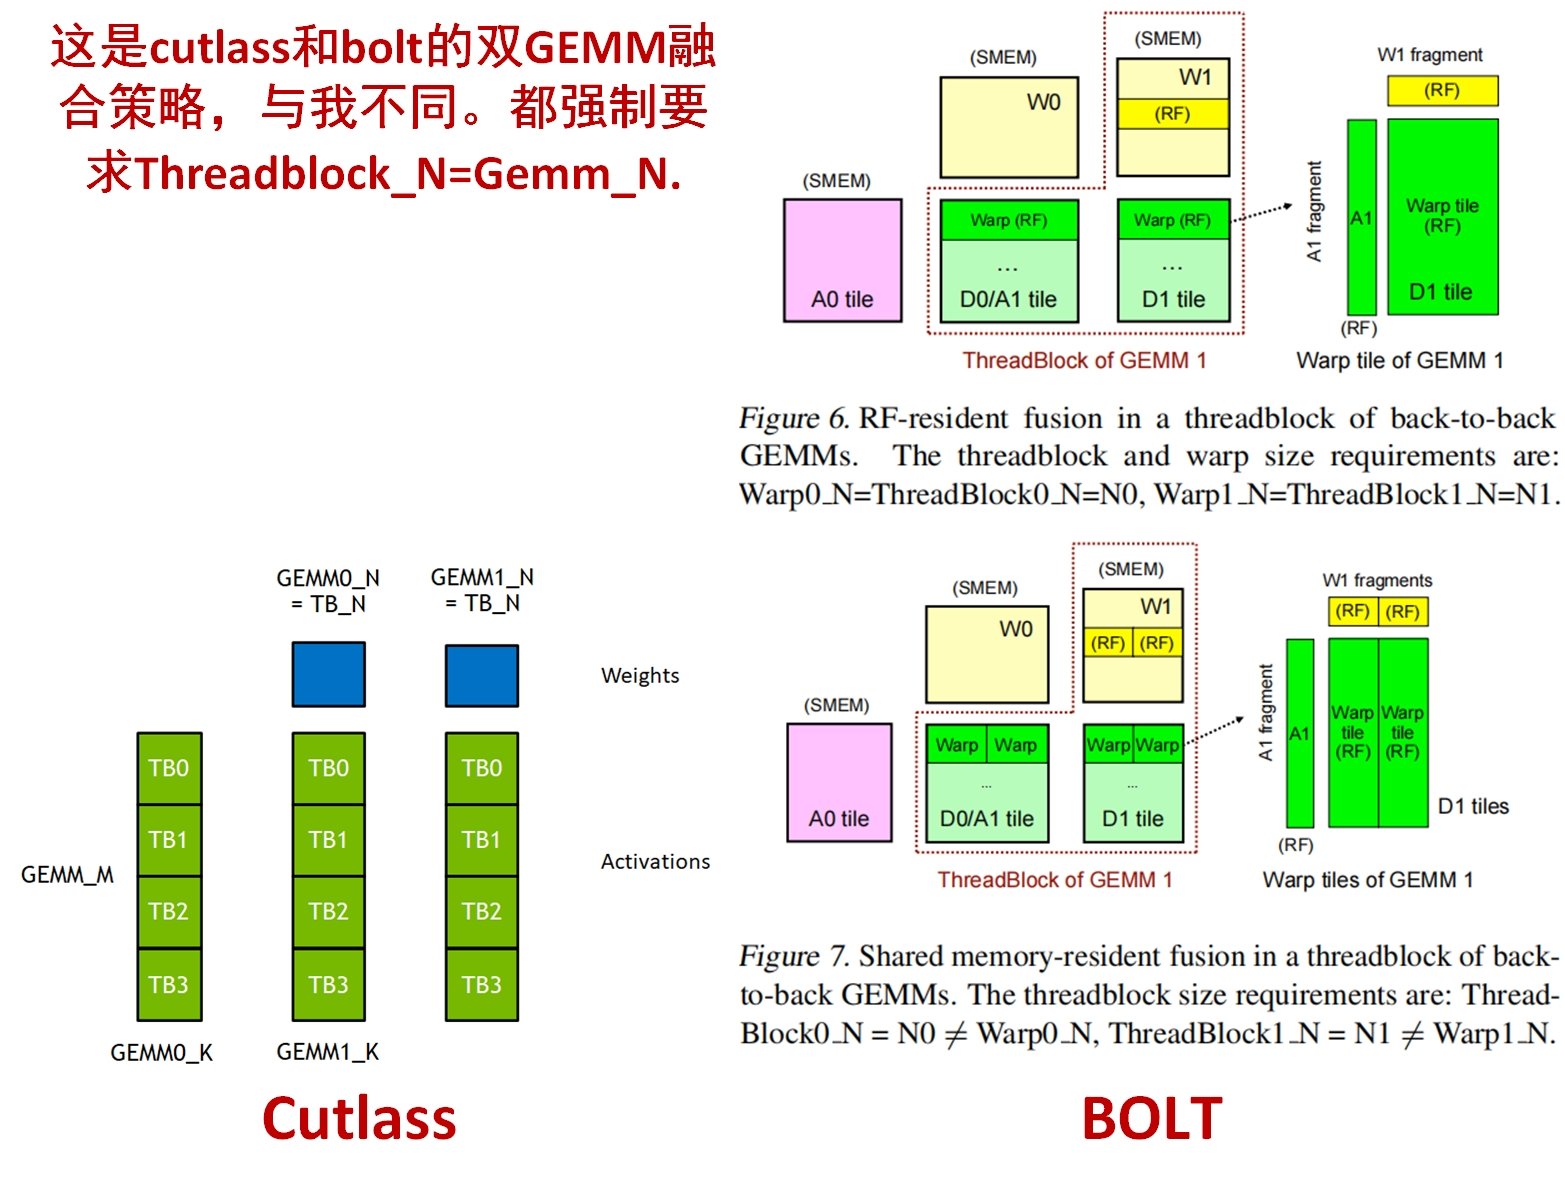 这是cutlass和bolt的双GEMM融
合策略，与我不同。都强制要
求Threadblock_N=Gemm_N.
(SMEM)
W0
(SMEM)
W1
(RF)
(SMEM)
A0 tile
Warp (RF)
...
D0/A1 tile
Warp (RF)
...
D1 tile
ThreadBlock of GEMM 1
W1 fragment
(RF)
A1 fragment
A1
(RF)
Warp tile
(RF)
D1 tile
Warp tile of GEMM 1
Figure 6. RF-resident fusion in a threadblock of back-to-back
GEMMs. The threadblock and warp size requirements are:
Warp0_N=ThreadBlock0_N=N0, Warp1_N=ThreadBlock1_N=N1.
GEMM0_N
= TB_N
GEMM1_N
= TB_N
Weights
GEMM_M
TB0
TB1
TB2
TB3
TB0
TB1
TB2
TB3
TB0
TB1
TB2
TB3
Activations
GEMM0_K
GEMM1_K
Cutlass
(SMEM)
W0
(SMEM)
W1
(RF) (RF)
(SMEM)
A0 tile
Warp Warp
...
D0/A1 tile
Warp Warp
...
D1 tile
ThreadBlock of GEMM 1
W1 fragments
(RF) (RF)
A1 fragment
A1
(RF)
Warp
tile
(RF)
Warp
tile
(RF)
D1 tiles
Warp tiles of GEMM 1
Figure 7. Shared memory-resident fusion in a threadblock of back-
to-back GEMMs. The threadblock size requirements are: Thread-
Block0_N = N0 ≠ Warp0_N, ThreadBlock1_N = N1 ≠ Warp1_N.
BOLT